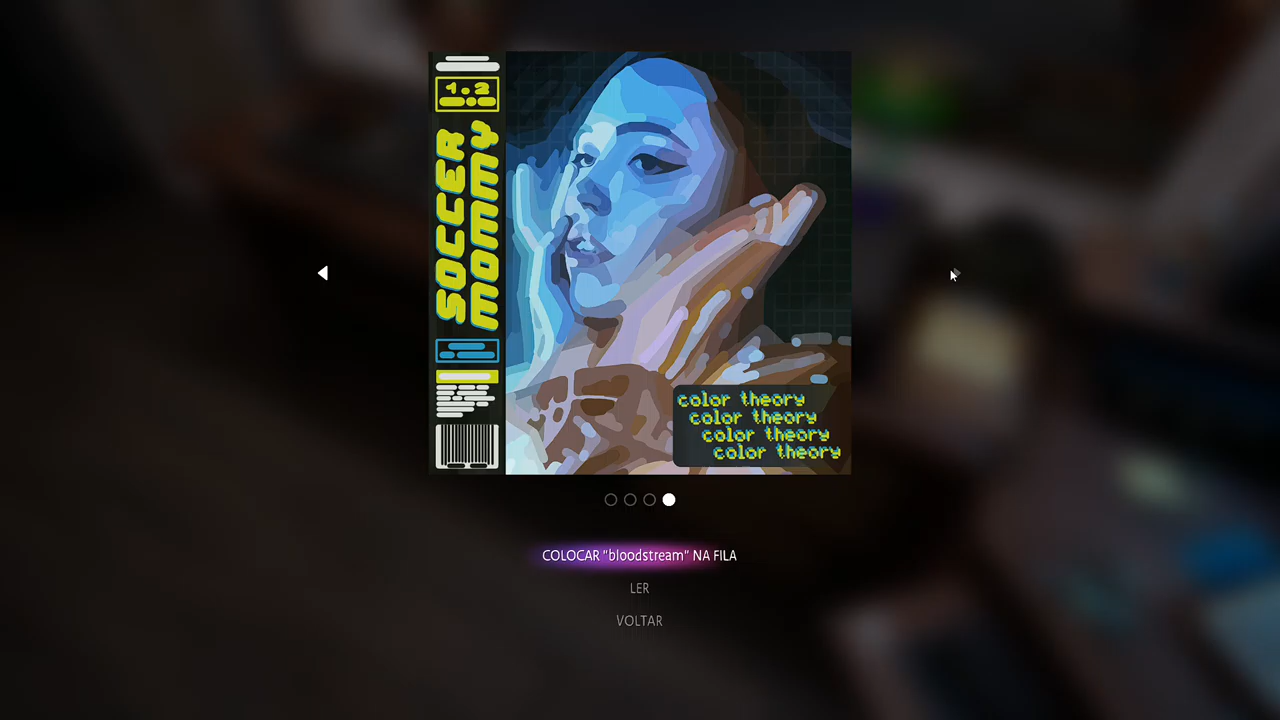 1.2
SOCCER
MOMMY
color theory
color theory
color theory
color theory
COLOCAR "bloodstream" NA FILA
LER
VOLTAR